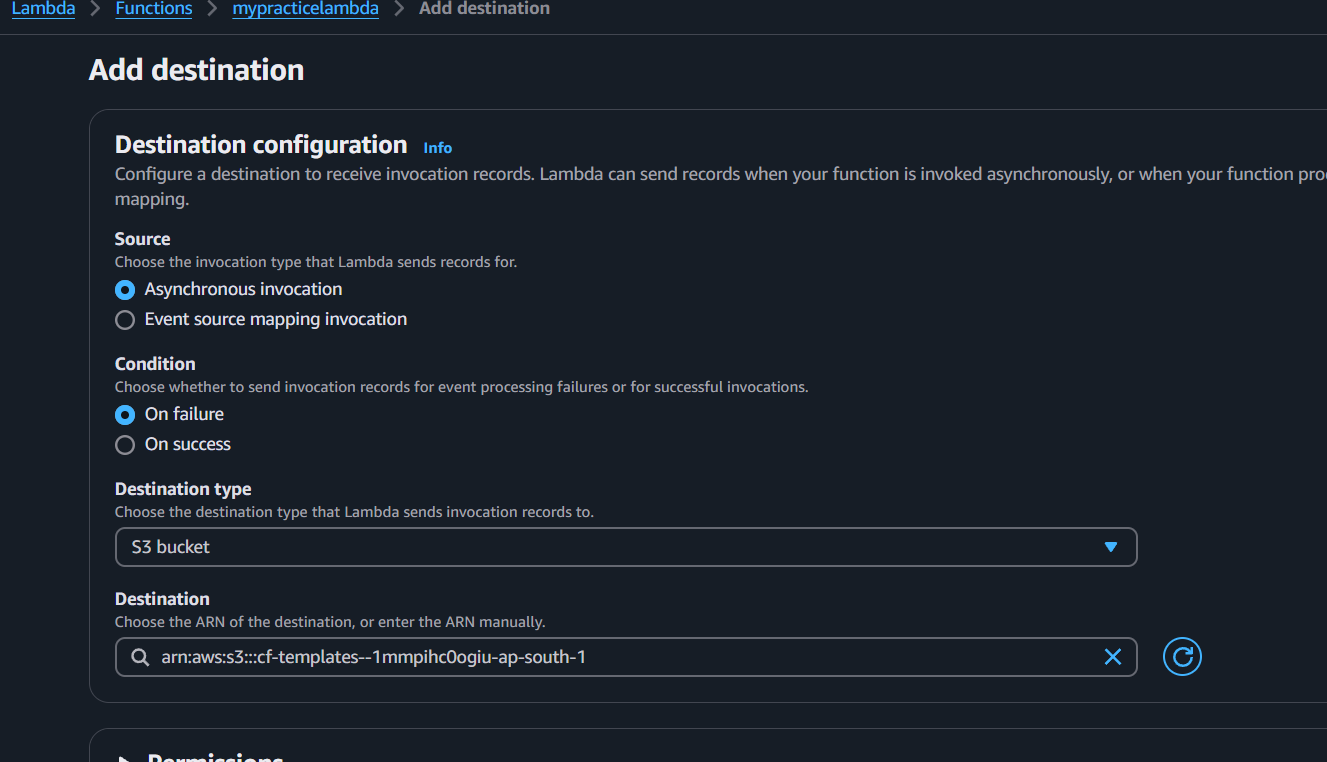 Lambda > Functions > mypracticelambda > Add destination
Add destination
Destination configuration Info
Configure a destination to receive invocation records. Lambda can send records when your function is invoked asynchronously, or when your function pro
mapping.
Source
Choose the invocation type that Lambda sends records for.
Asynchronous invocation
Event source mapping invocation
Condition
Choose whether to send invocation records for event processing failures or for successful invocations.
On failure
On success
Destination type
Choose the destination type that Lambda sends invocation records to.
S3 bucket
Destination
Choose the ARN of the destination, or enter the ARN manually.
arn:aws:s3:::cf-templates--1mmpihc0ogiu-ap-south-1
Permissions